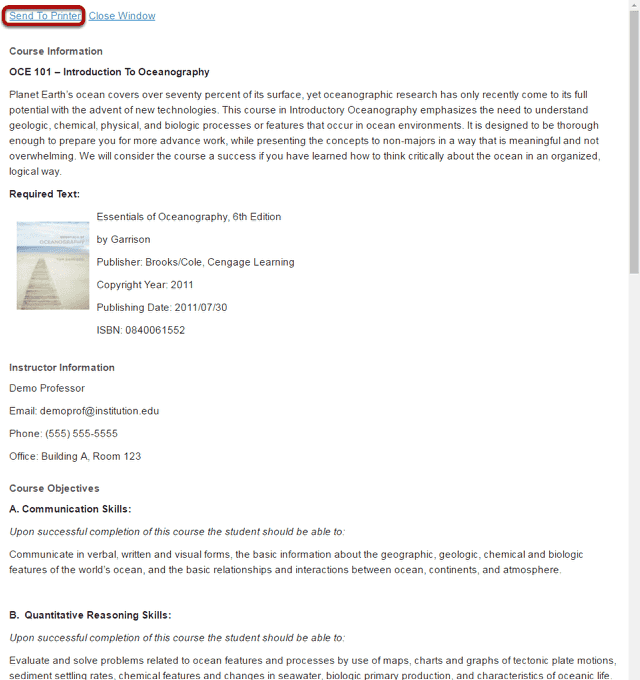 Send To Printer Close Window
Course Information
OCE 101 – Introduction To Oceanography
Planet Earth's ocean covers over seventy percent of its surface, yet oceanographic research has only recently come to its full
potential with the advent of new technologies. This course in Introductory Oceanography emphasizes the need to understand
geologic, chemical, physical, and biologic processes or features that occur in ocean environments. It is designed to be thorough
enough to prepare you for more advance work, while presenting the concepts to non-majors in a way that is meaningful and not
overwhelming. We will consider the course a success if you have learned how to think critically about the ocean in an organized,
logical way.
Required Text:
OCEANOGRAPHY
Essentials of Oceanography, 6th Edition
by Garrison
Publisher: Brooks/Cole, Cengage Learning
Copyright Year: 2011
Publishing Date: 2011/07/30
ISBN: 0840061552
Instructor Information
Demo Professor
Email: demoprof@institution.edu
Phone: (555) 555-5555
Office: Building A, Room 123
Course Objectives
A. Communication Skills:
Upon successful completion of this course the student should be able to:
Communicate in verbal, written and visual forms, the basic information about the geographic, geologic, chemical and biologic
features of the world's ocean, and the basic relationships and interactions between ocean, continents, and atmosphere.
B. Quantitative Reasoning Skills:
Upon successful completion of this course the student should be able to:
Evaluate and solve problems related to ocean features and processes by use of maps, charts and graphs of tectonic plate motions,
sediment settling rates, chemical features and changes in seawater, biologic primary production, and characteristics of oceanic life.